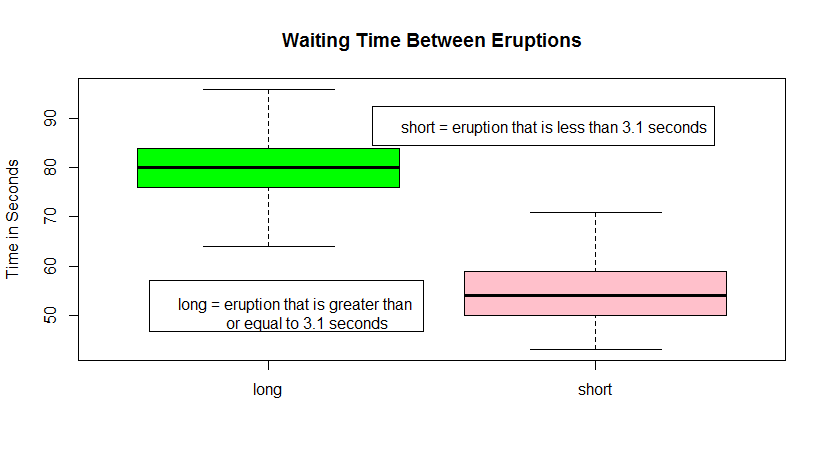 Waiting Time Between Eruptions
Time in Seconds
90
80
70
60
50
short = eruption that is less than 3.1 seconds
long = eruption that is greater than
or equal to 3.1 seconds
long
short